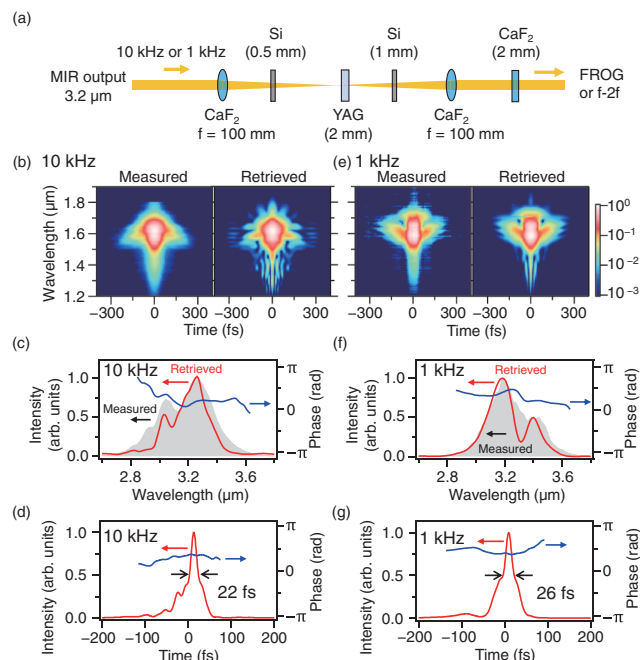 (a)
Si
Si
CaF2
10 kHz or 1 kHz
(0.5 mm)
(1 mm)
(2 mm)
MIR output
3.2 μm
FROG
or f-2f
CaF2
f = 100 mm
YAG
(2 mm)
CaF2
f = 100 mm
(b) 10 kHz
Measured
Retrieved
Wavelength (μm)
1.8
1.6
1.4
1.2
−300 0 300
−300 0 300
Time (fs)
(e) 1 kHz
Measured
Retrieved
10^0
10^-1
10^-2
10^-3
−300 0 300
−300 0 300
Time (fs)
(c)
10 kHz
Retrieved
Measured
Intensity
(arb. units)
1.0
0.5
0.0
π
0
−π
Phase (rad)
2.8 3.2 3.6
Wavelength (μm)
(f)
1 kHz
Retrieved
Measured
Intensity
(arb. units)
1.0
0.5
0.0
π
0
−π
Phase (rad)
2.8 3.2 3.6
Wavelength (μm)
(d)
10 kHz
22 fs
Intensity (arb. units)
1.0
0.5
0.0
π
0
−π
Phase (rad)
−200 −100 0 100 200
Time (fs)
(g)
1 kHz
26 fs
Intensity (arb. units)
1.0
0.5
0.0
π
0
−π
Phase (rad)
−200 −100 0 100 200
Time (fs)